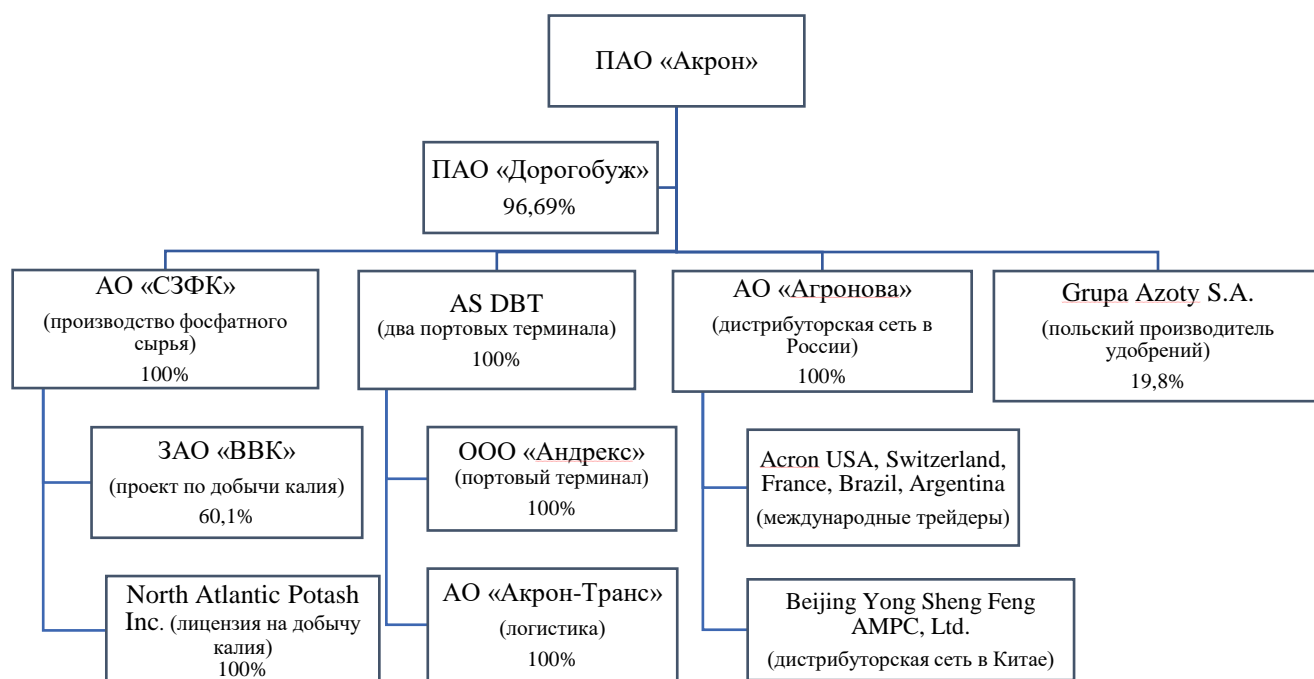 ПАО «Акрон»
ПАО «Дорогобуж»
96,69%
АО «СЗФК»
(производство фосфатного
сырья)
100%
AS DBT
(два портовых терминала)
100%
АО «Агронова»
(дистрибуторская сеть в
России)
100%
Grupa Azoty S.A.
(польский производитель
удобрений)
19,8%
ЗАО «ВВК»
(проект по добычи калия)
60,1%
ООО «Андрекс»
(портовый терминал)
100%
Acron USA, Switzerland,
France, Brazil, Argentina
(международные трейдеры)
North Atlantic Potash
Inc. (лицензия на добычу
калия)
100%
АО «Акрон-Транс»
(логистика)
100%
Beijing Yong Sheng Feng
AMPC, Ltd.
(дистрибуторская сеть в Китае)